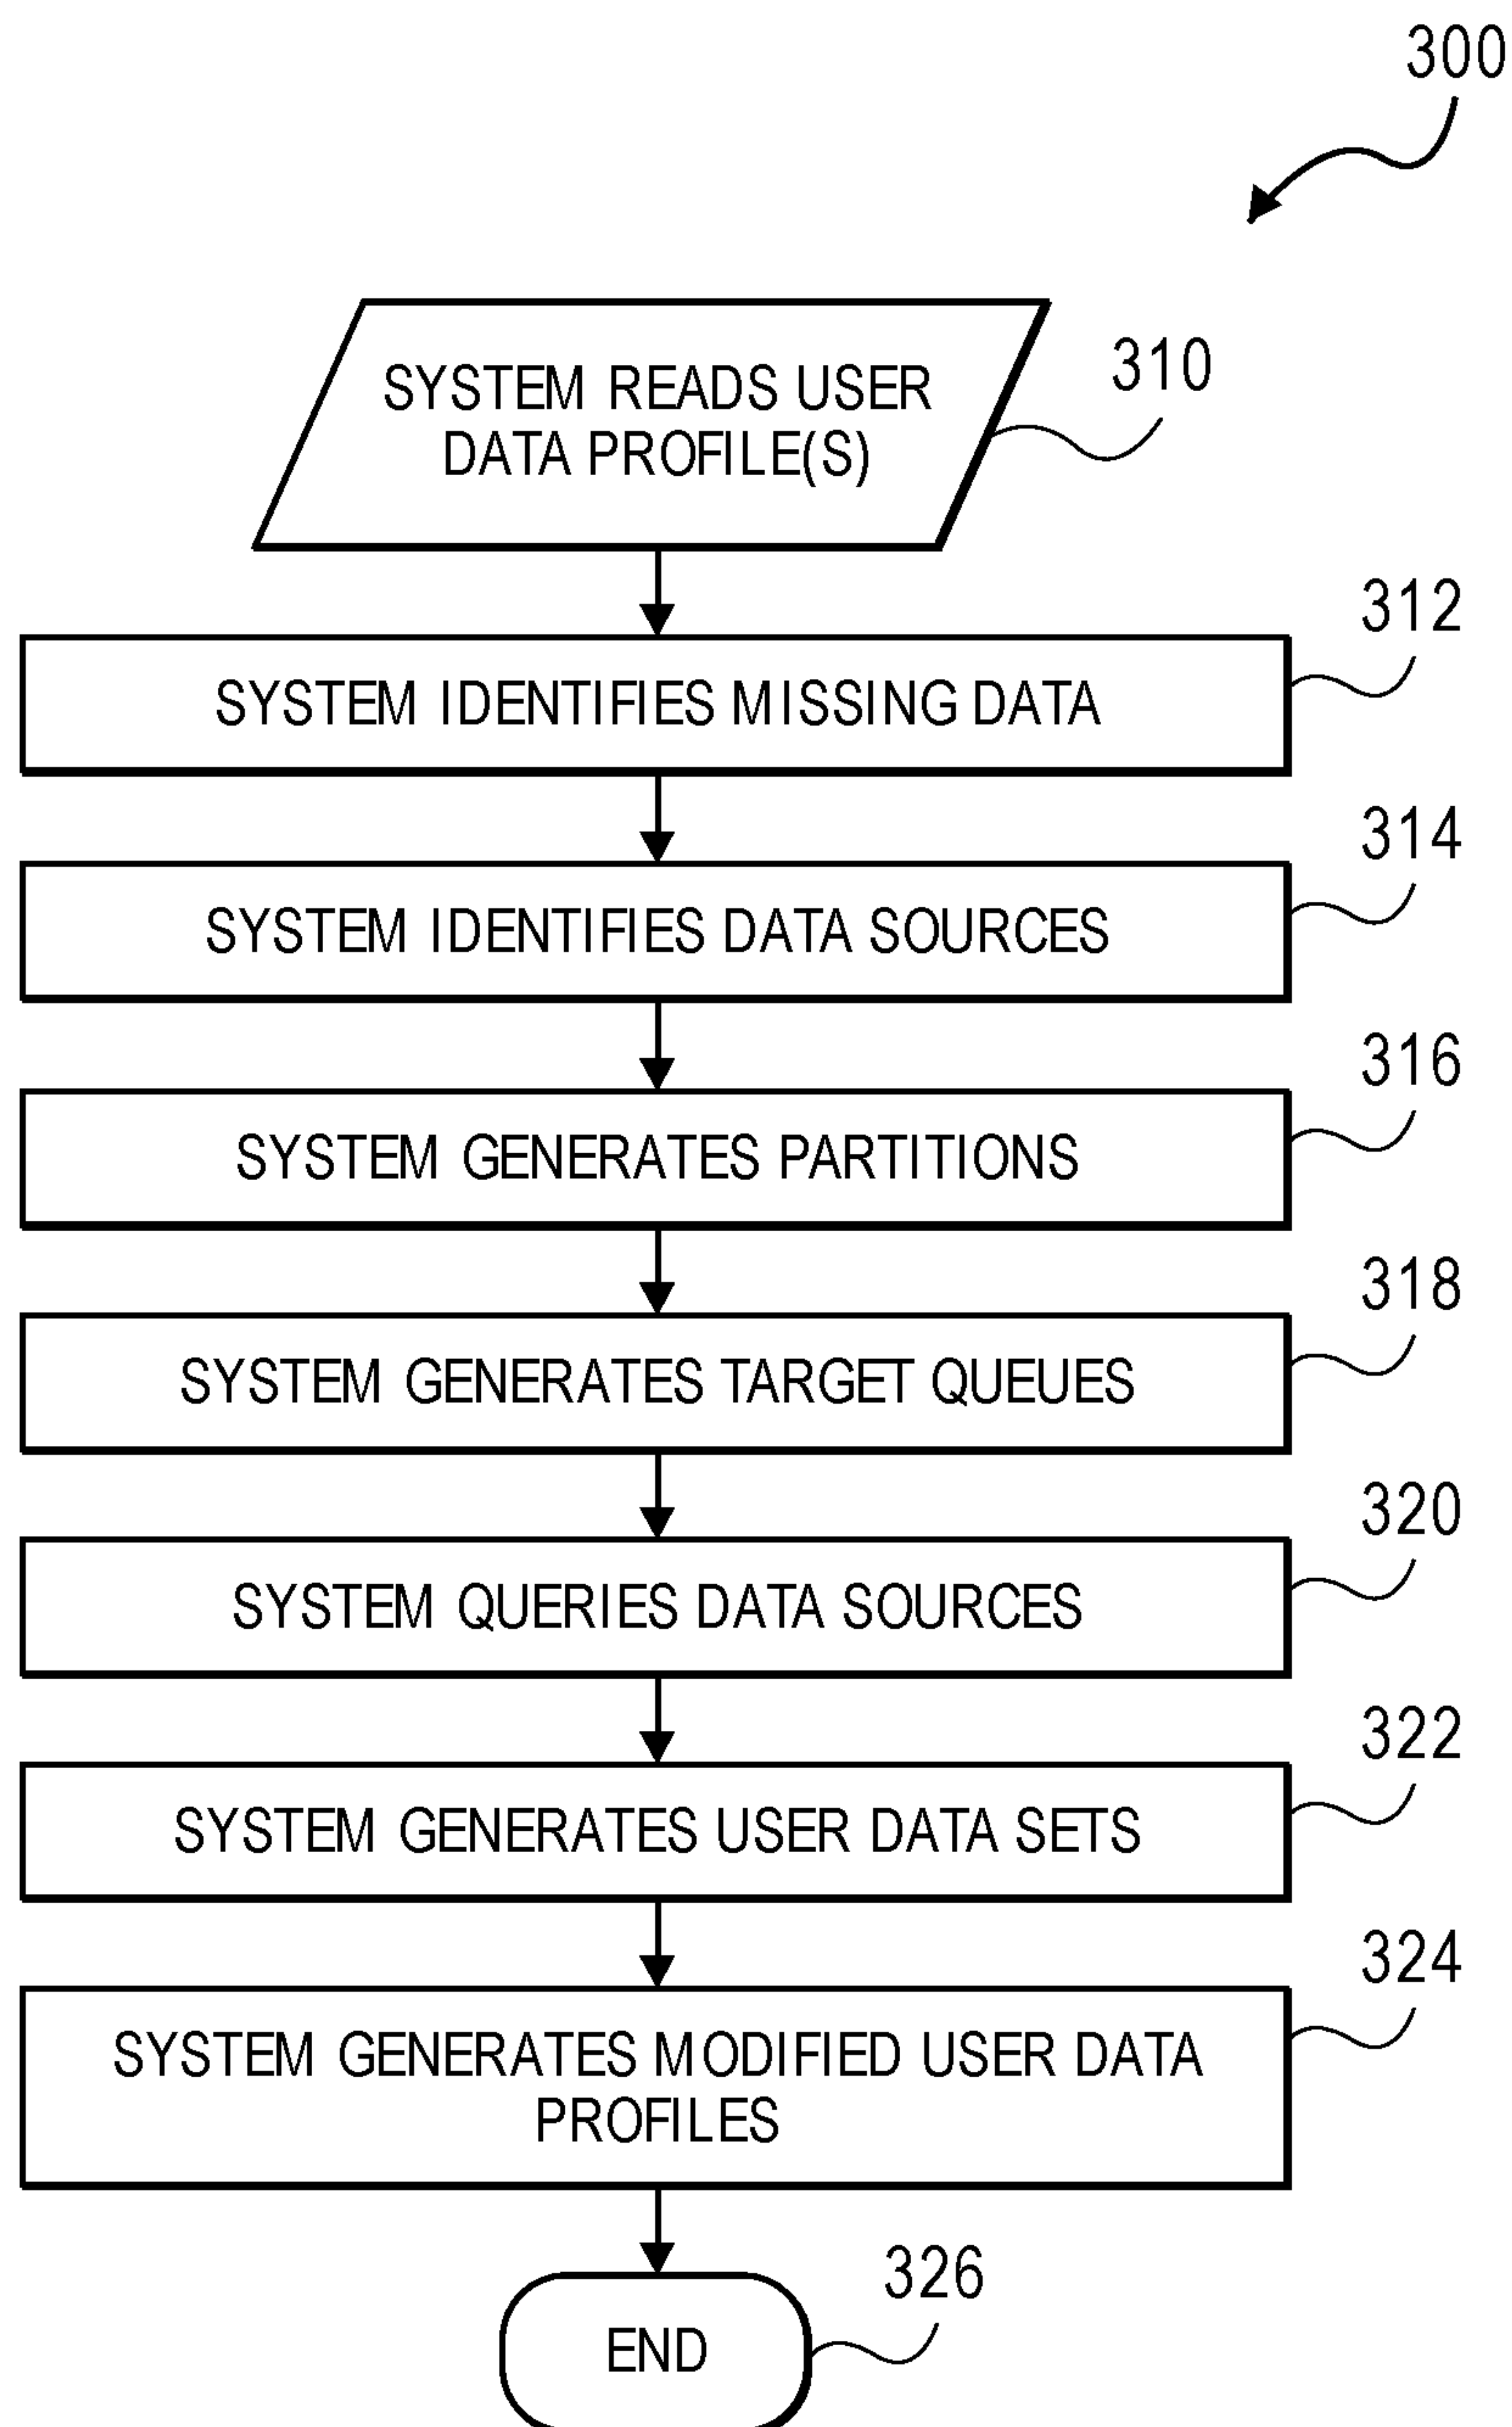 300
SYSTEM READS USER
DATA PROFILE(S)
310
312
SYSTEM IDENTIFIES MISSING DATA
314
SYSTEM IDENTIFIES DATA SOURCES
316
SYSTEM GENERATES PARTITIONS
318
SYSTEM GENERATES TARGET QUEUES
320
SYSTEM QUERIES DATA SOURCES
322
SYSTEM GENERATES USER DATA SETS
324
SYSTEM GENERATES MODIFIED USER DATA
PROFILES
326
END